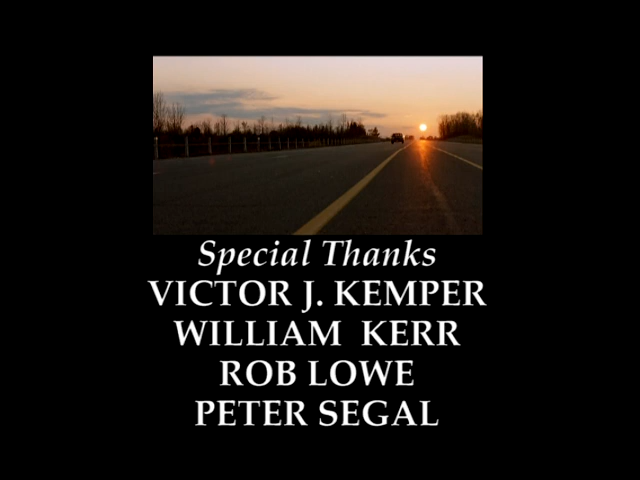 Special Thanks
VICTOR J. KEMPER
WILLIAM KERR
ROB LOWE
PETER SEGAL